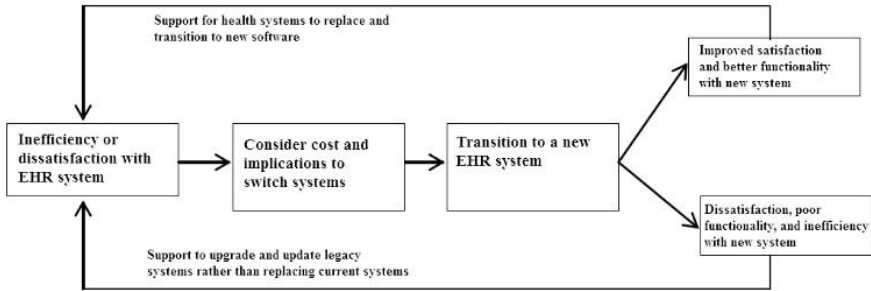 Support for health systems to replace and
transition to new software
Improved satisfaction
and better functionality
with new system
Inefficiency or
dissatisfaction with
EHR system
Consider cost and
implications to
switch systems
Transition to a new
EHR system
Dissatisfaction, poor
functionality, and inefficiency
with new system
Support to upgrade and update legacy
systems rather than replacing current systems